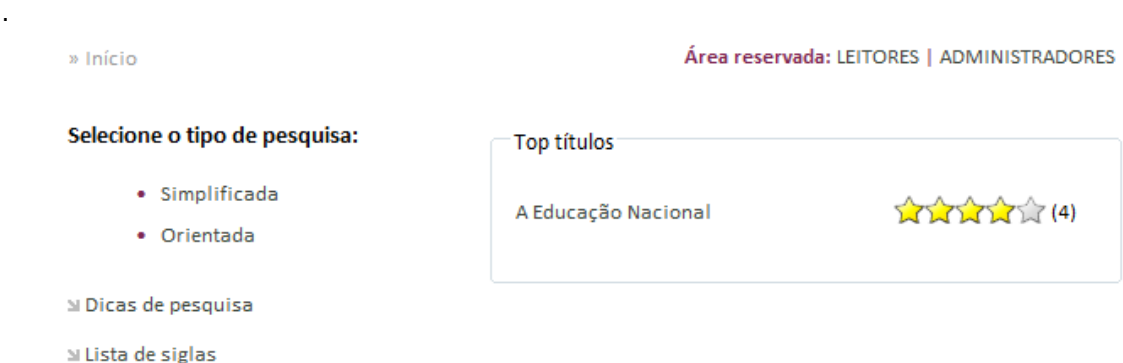 .
» Início
Área reservada: LEITORES | ADMINISTRADORES
Selecione o tipo de pesquisa:
• Simplificada
• Orientada
Dicas de pesquisa
Lista de siglas
Top títulos
A Educação Nacional (4)